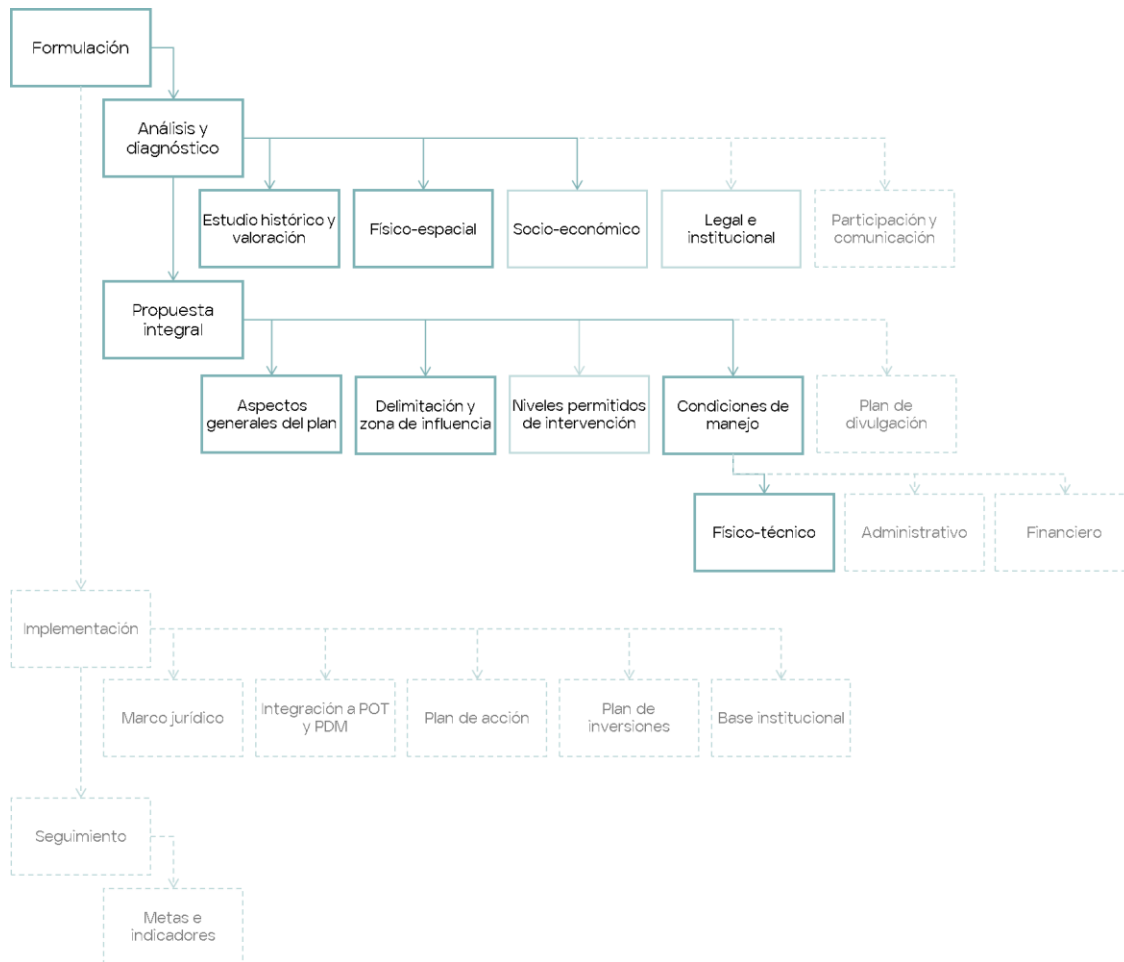 Formulación
Análisis y
diagnóstico
Estudio histórico y
valoración
Físico-espacial
Socio-económico
Legal e
institucional
Participación y
comunicación
Propuesta
integral
Aspectos
generales del plan
Delimitación y
zona de influencia
Niveles permitidos
de intervención
Condiciones de
manejo
Plan de
divulgación
Físico-técnico
Administrativo
Financiero
Implementación
Marco jurídico
Integración a POT
y PDM
Plan de acción
Plan de
inversiones
Base institucional
Seguimiento
Metas e
indicadores